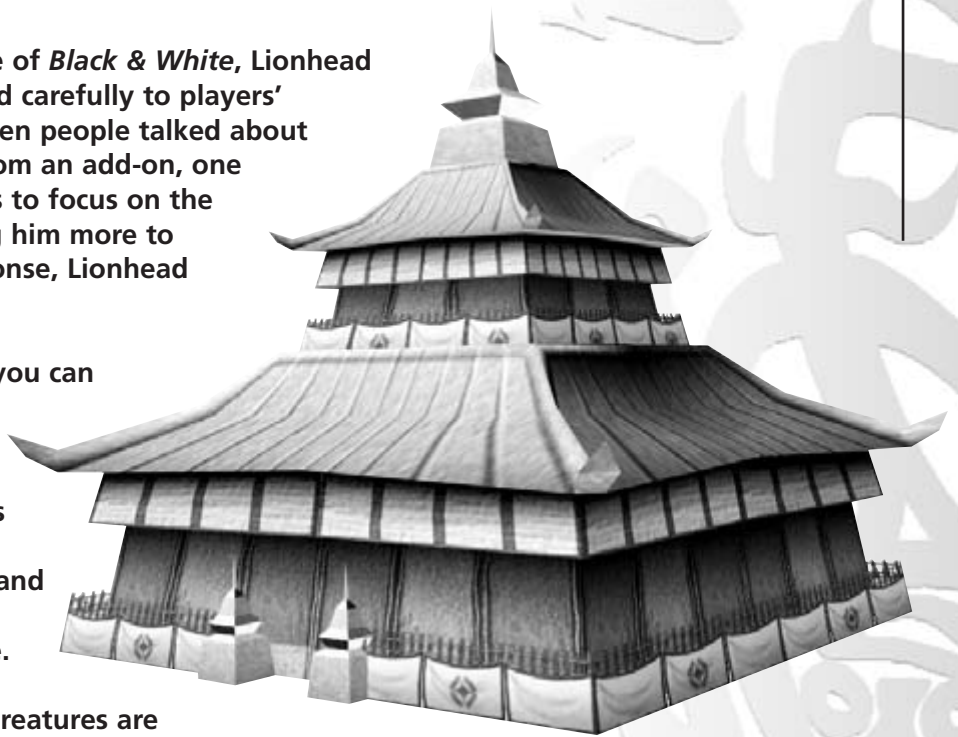 e of Black & White, Lionhead
d carefully to players'
en people talked about
om an add-on, one
s to focus on the
g him more to
onse, Lionhead
you can
s
and
e.
reatures are